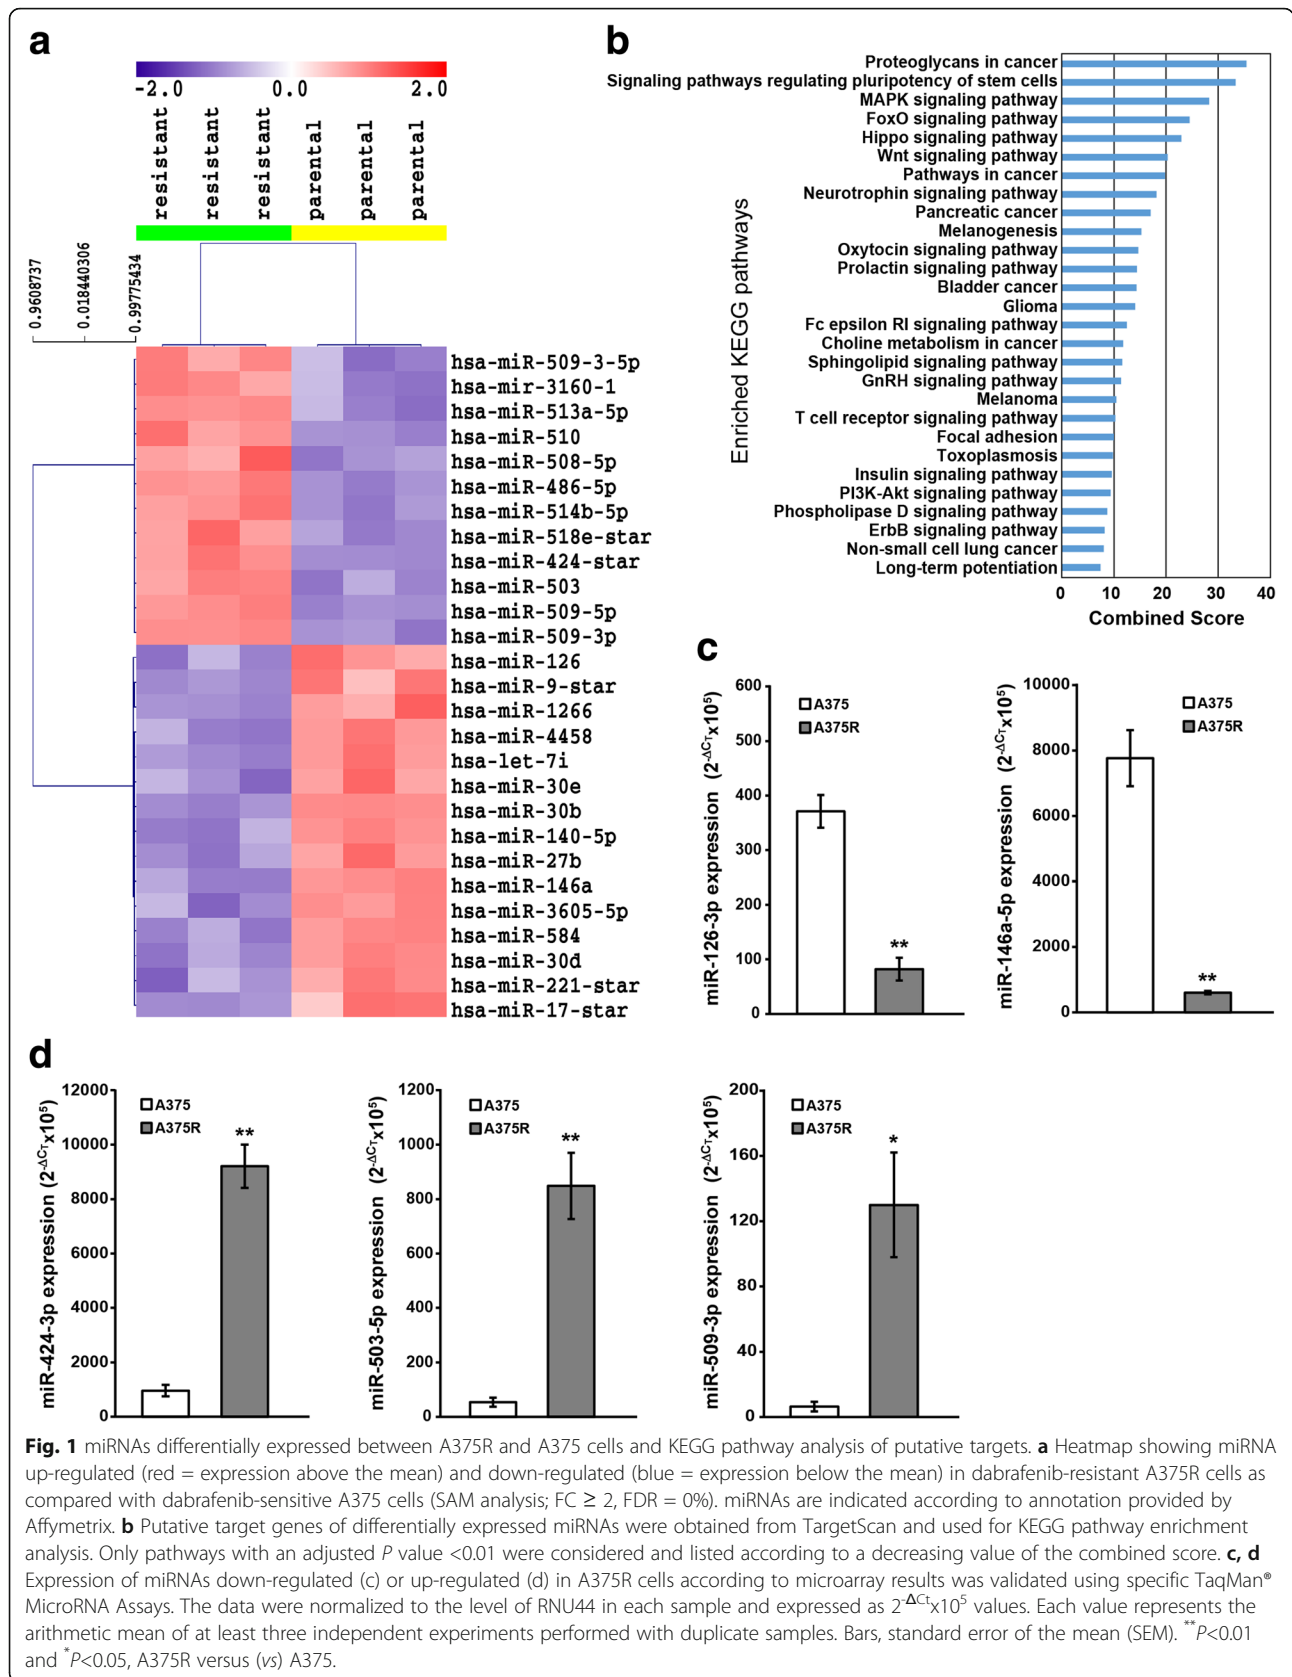 a
-2.0 0.0 2.0
resistant
resistant
resistant
parental
parental
parental
0.9608737
0.018440306
0.99775434
hsa-miR-509-3-5p
hsa-mir-3160-1
hsa-miR-513a-5p
hsa-miR-510
hsa-miR-508-5p
hsa-miR-486-5p
hsa-miR-514b-5p
hsa-miR-518e-star
hsa-miR-424-star
hsa-miR-503
hsa-miR-509-5p
hsa-miR-509-3p
hsa-miR-126
hsa-miR-9-star
hsa-miR-1266
hsa-miR-4458
hsa-let-7i
hsa-miR-30e
hsa-miR-30b
hsa-miR-140-5p
hsa-miR-27b
hsa-miR-146a
hsa-miR-3605-5p
hsa-miR-584
hsa-miR-30d
hsa-miR-221-star
hsa-miR-17-star
b
Enriched KEGG pathways
Proteoglycans in cancer
Signaling pathways regulating pluripotency of stem cells
MAPK signaling pathway
FoxO signaling pathway
Hippo signaling pathway
Wnt signaling pathway
Pathways in cancer
Neurotrophin signaling pathway
Pancreatic cancer
Melanogenesis
Oxytocin signaling pathway
Prolactin signaling pathway
Bladder cancer
Glioma
Fc epsilon RI signaling pathway
Choline metabolism in cancer
Sphingolipid signaling pathway
GnRH signaling pathway
Melanoma
T cell receptor signaling pathway
Focal adhesion
Toxoplasmosis
Insulin signaling pathway
PI3K-Akt signaling pathway
Phospholipase D signaling pathway
ErbB signaling pathway
Non-small cell lung cancer
Long-term potentiation
0 10 20 30 40
Combined Score
c
miR-126-3p expression (2^-ΔC_T x10^5)
600
500
400
300
200
100
0
A375
A375R
**
miR-146a-5p expression (2^-ΔC_T x10^5)
10000
8000
6000
4000
2000
0
A375
A375R
**
d
miR-424-3p expression (2^-ΔC_T x10^5)
12000
10000
8000
6000
4000
2000
0
A375
A375R
**
miR-503-5p expression (2^-ΔC_T x10^5)
1200
1000
800
600
400
200
0
A375
A375R
**
miR-509-3p expression (2^-ΔC_T x10^5)
200
160
120
80
40
0
A375
A375R
*
Fig. 1 miRNAs differentially expressed between A375R and A375 cells and KEGG pathway analysis of putative targets. a Heatmap showing miRNA
up-regulated (red = expression above the mean) and down-regulated (blue = expression below the mean) in dabrafenib-resistant A375R cells as
compared with dabrafenib-sensitive A375 cells (SAM analysis; FC ≥ 2, FDR = 0%). miRNAs are indicated according to annotation provided by
Affymetrix. b Putative target genes of differentially expressed miRNAs were obtained from TargetScan and used for KEGG pathway enrichment
analysis. Only pathways with an adjusted P value <0.01 were considered and listed according to a decreasing value of the combined score. c, d
Expression of miRNAs down-regulated (c) or up-regulated (d) in A375R cells according to microarray results was validated using specific TaqMan®
MicroRNA Assays. The data were normalized to the level of RNU44 in each sample and expressed as 2^-ΔCt x10^5 values. Each value represents the
arithmetic mean of at least three independent experiments performed with duplicate samples. Bars, standard error of the mean (SEM). **P<0.01
and *P<0.05, A375R versus (vs) A375.